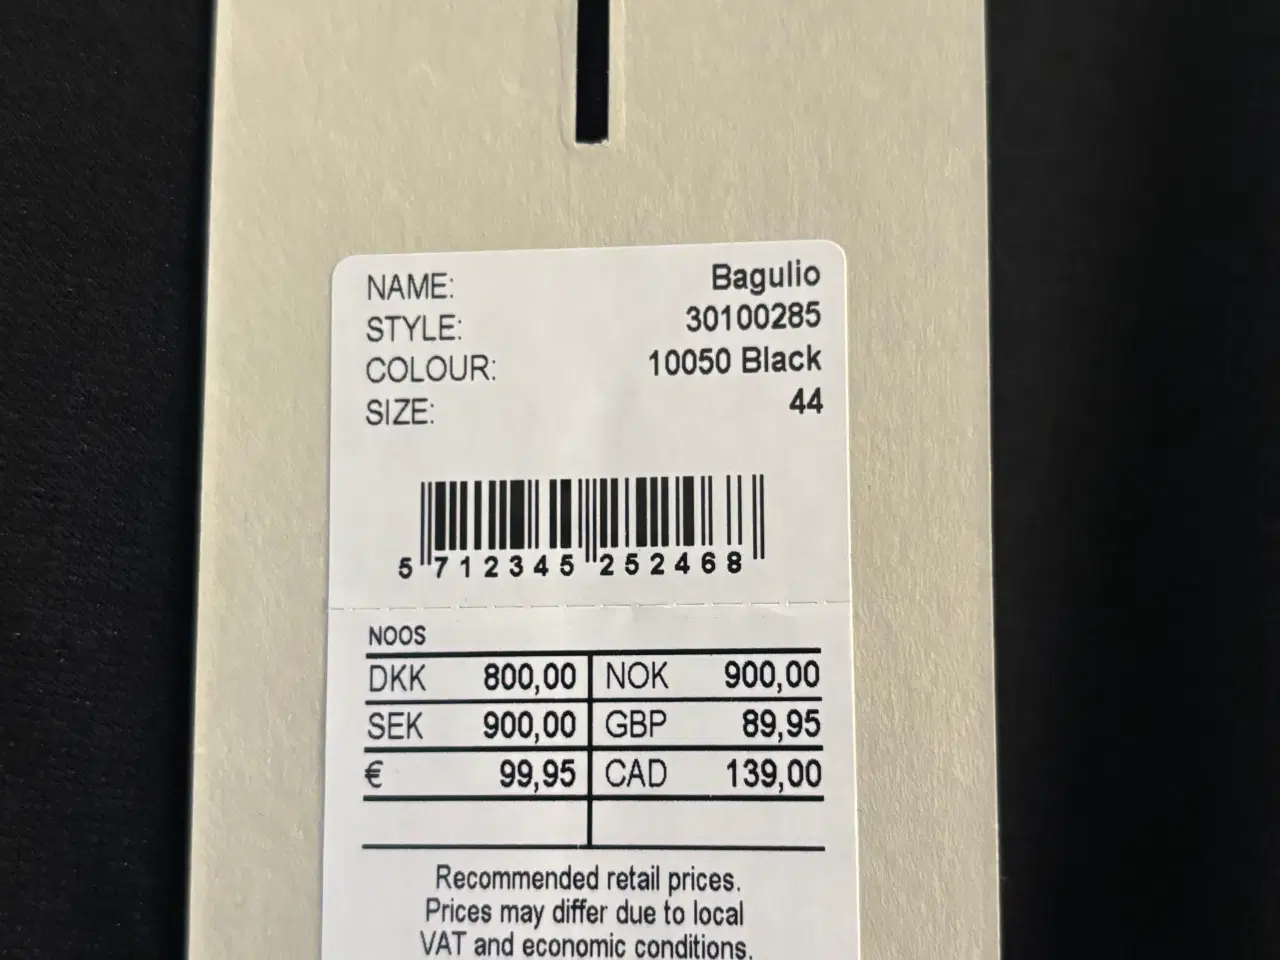 NAME: Bagulio
STYLE: 30100285
COLOUR: 10050 Black
SIZE: 44
5 712345 252468
NOOS
DKK 800,00 NOK 900,00
SEK 900,00 GBP 89,95
€ 99,95 CAD 139,00
Recommended retail prices.
Prices may differ due to local
VAT and economic conditions.